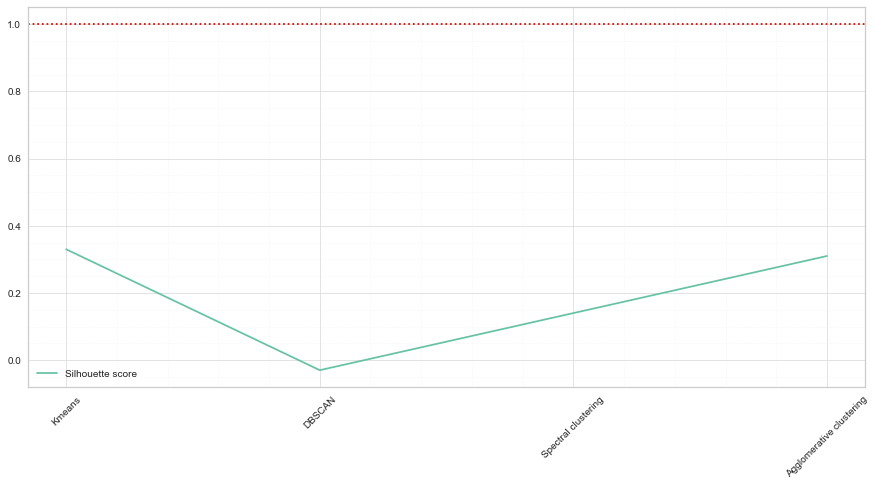 1.0
0.8
0.6
0.4
0.2
0.0
Silhouette score
Kmeans
DBSCAN
Spectral clustering
Agglomerative clustering